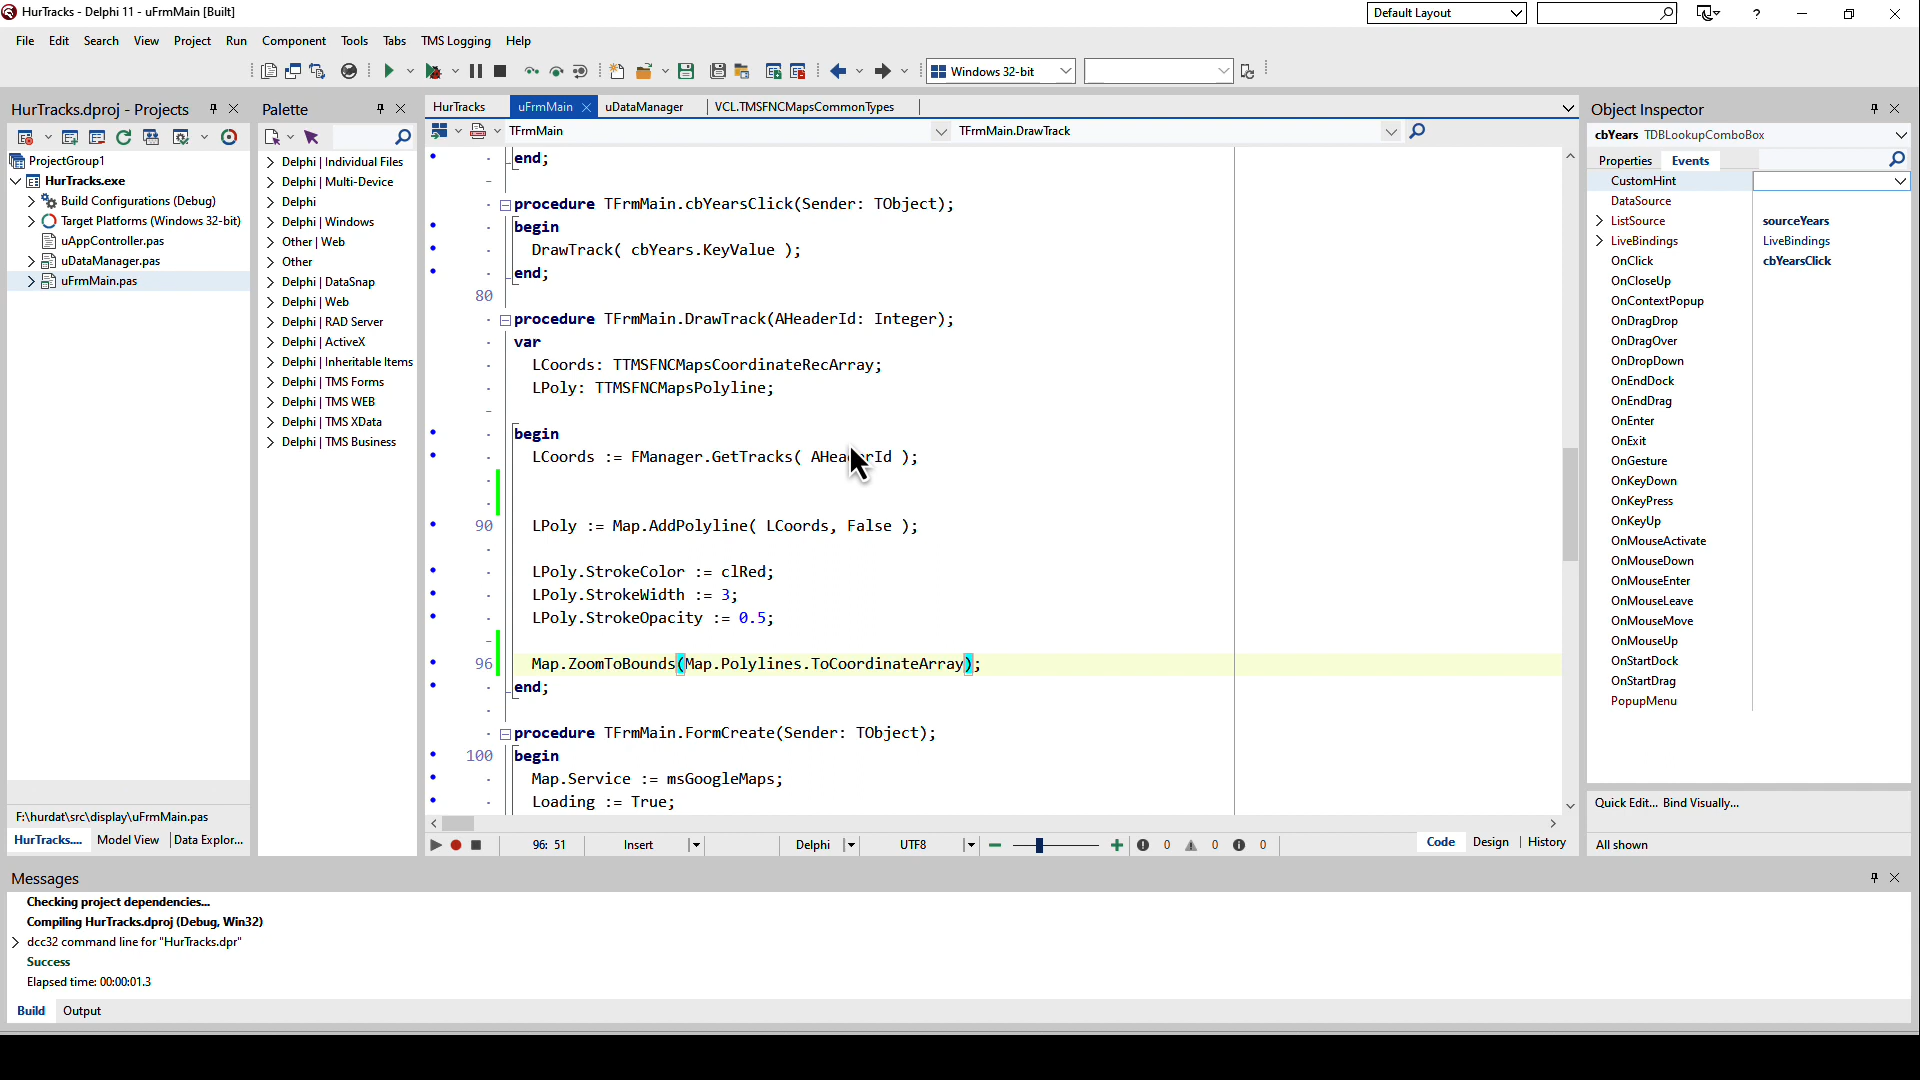 HurTracks - Delphi 11 - uFrmMain [Built]
Default Layout
File Edit Search View Project Run Component Tools Tabs TMS Logging Help
Windows 32-bit
HurTracks.dproj - Projects
ProjectGroup1
HurTracks.exe
Build Configurations (Debug)
Target Platforms (Windows 32-bit)
uAppController.pas
uDataManager.pas
uFrmMain.pas
F:\hurdat\src\display\uFrmMain.pas
HurTracks.... Model View Data Explor...
Palette
Delphi | Individual Files
Delphi | Multi-Device
Delphi
Delphi | Windows
Other | Web
Other
Delphi | DataSnap
Delphi | Web
Delphi | RAD Server
Delphi | ActiveX
Delphi | Inheritable Items
Delphi | TMS Forms
Delphi | TMS WEB
Delphi | TMS XData
Delphi | TMS Business
HurTracks uFrmMain uDataManager VCL.TMSFNCMapsCommonTypes
TFrmMain TFrmMain.DrawTrack
end;
procedure TFrmMain.cbYearsClick(Sender: TObject);
begin
DrawTrack( cbYears.KeyValue );
end;
80
procedure TFrmMain.DrawTrack(AHeaderId: Integer);
var
LCoords: TTMSFNCMapsCoordinateRecArray;
LPoly: TTMSFNCMapsPolyline;
begin
LCoords := FManager.GetTracks( AHeaderId );
90 LPoly := Map.AddPolyline( LCoords, False );
LPoly.StrokeColor := clRed;
LPoly.StrokeWidth := 3;
LPoly.StrokeOpacity := 0.5;
96 Map.ZoomToBounds(Map.Polylines.ToCoordinateArray);
end;
procedure TFrmMain.FormCreate(Sender: TObject);
100 begin
Map.Service := msGoogleMaps;
Loading := True;
96: 51 Insert Delphi UTF8 0 0 0 Code Design History
Object Inspector
cbYears TDBLookupComboBox
Properties Events
CustomHint
DataSource
ListSource sourceYears
LiveBindings LiveBindings
OnClick cbYearsClick
OnCloseUp
OnContextPopup
OnDragDrop
OnDragOver
OnDropDown
OnEndDock
OnEndDrag
OnEnter
OnExit
OnGesture
OnKeyDown
OnKeyPress
OnKeyUp
OnMouseActivate
OnMouseDown
OnMouseEnter
OnMouseLeave
OnMouseMove
OnMouseUp
OnStartDock
OnStartDrag
PopupMenu
Quick Edit... Bind Visually...
All shown
Messages
Checking project dependencies...
Compiling HurTracks.dproj (Debug, Win32)
dcc32 command line for "HurTracks.dpr"
Success
Elapsed time: 00:00:01.3
Build Output